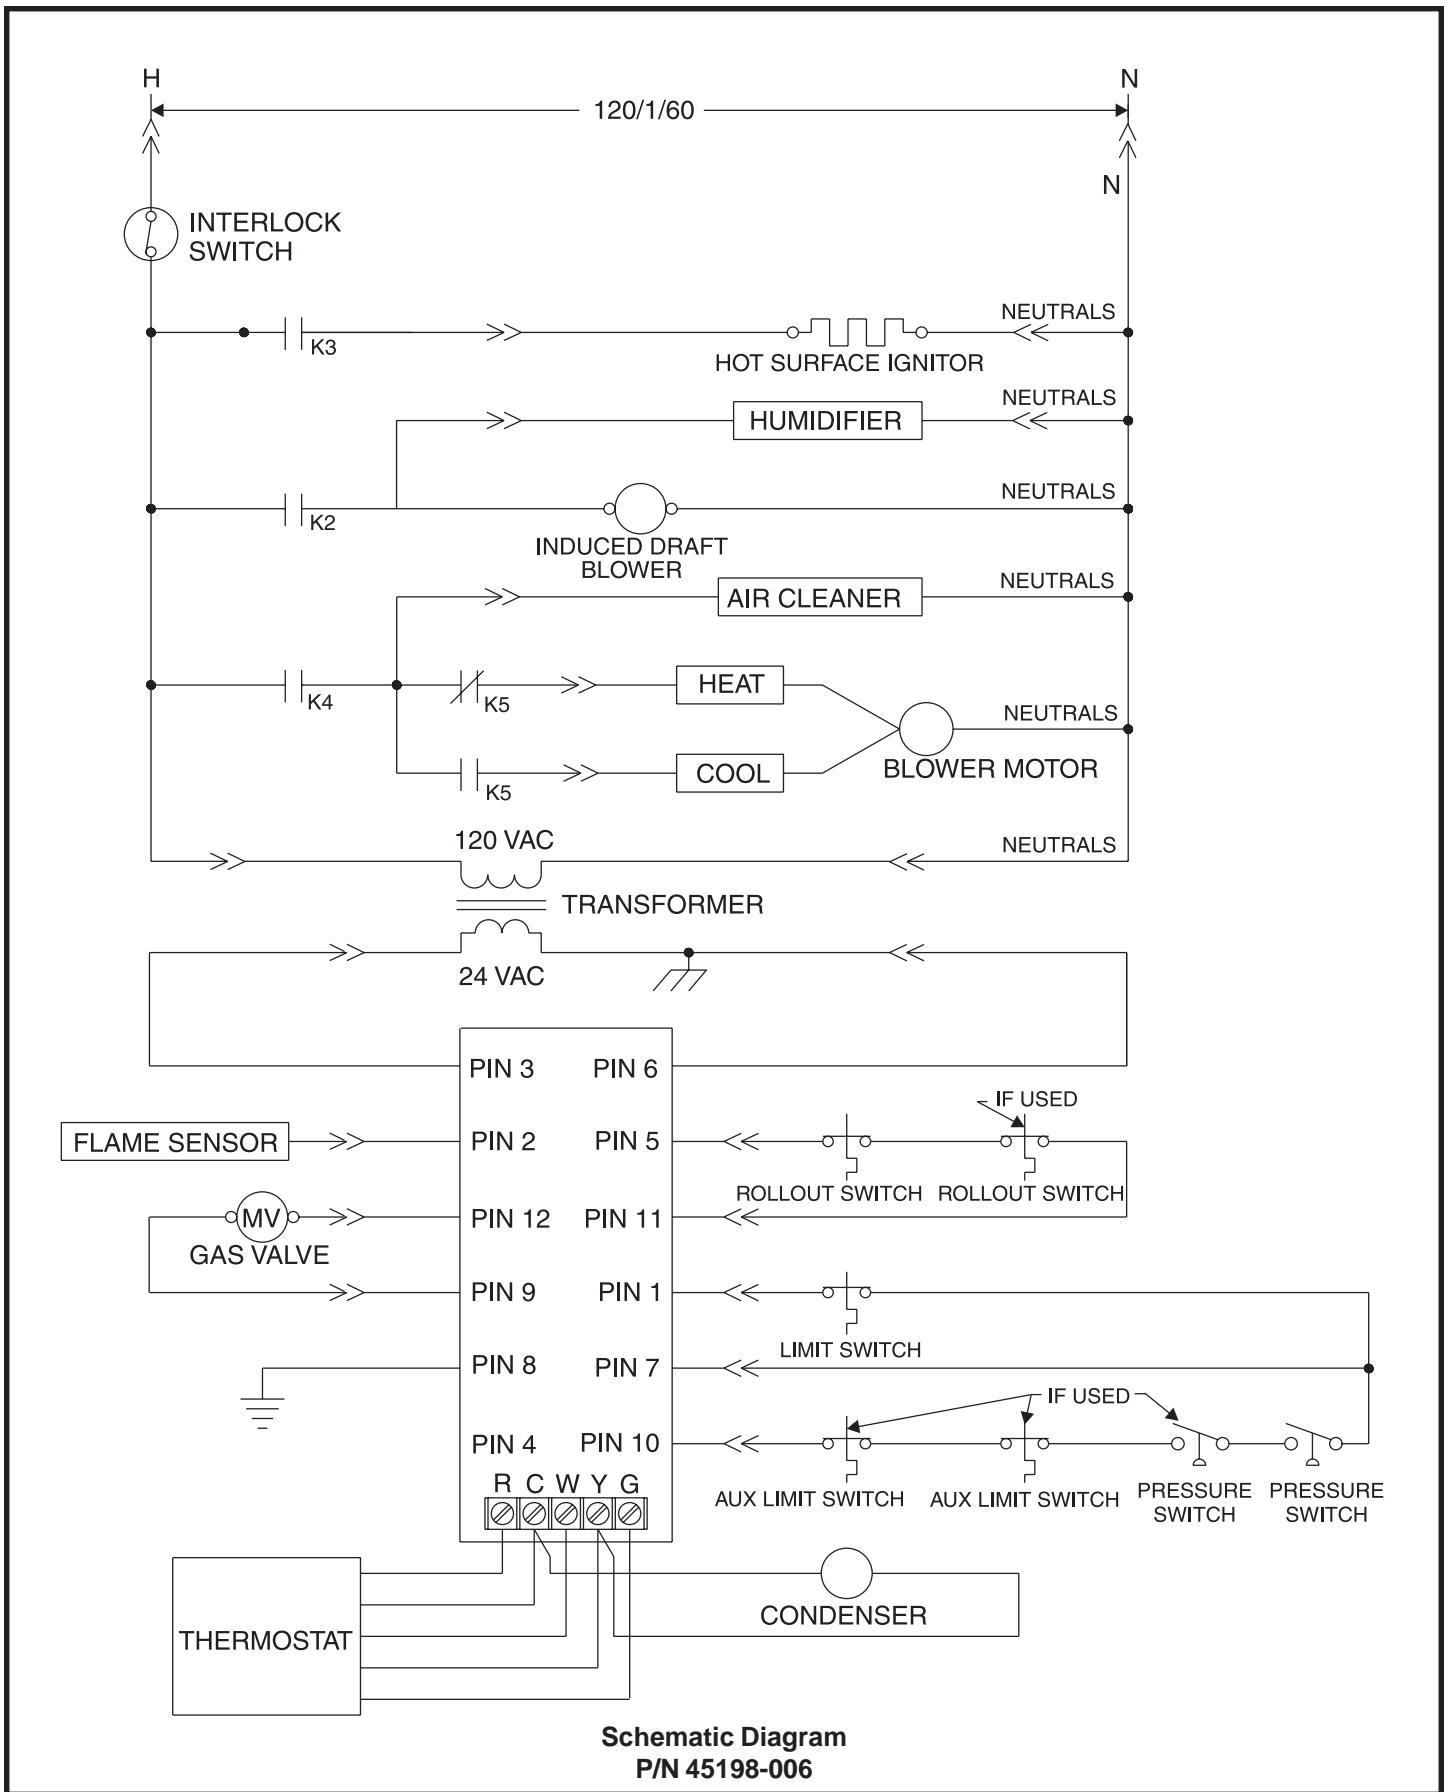 H
N
120/1/60
N
INTERLOCK
SWITCH
NEUTRALS
K3
HOT SURFACE IGNITOR
NEUTRALS
HUMIDIFIER
NEUTRALS
K2
INDUCED DRAFT
BLOWER
NEUTRALS
AIR CLEANER
HEAT
K4
K5
NEUTRALS
COOL
BLOWER MOTOR
K5
120 VAC
NEUTRALS
TRANSFORMER
24 VAC
PIN 3
PIN 6
IF USED
FLAME SENSOR
PIN 2
PIN 5
ROLLOUT SWITCH
ROLLOUT SWITCH
MV
PIN 12
PIN 11
GAS VALVE
PIN 9
PIN 1
LIMIT SWITCH
PIN 8
PIN 7
IF USED
PIN 4
PIN 10
R C W Y G
AUX LIMIT SWITCH
AUX LIMIT SWITCH
PRESSURE
SWITCH
PRESSURE
SWITCH
CONDENSER
THERMOSTAT
Schematic Diagram
P/N 45198-006